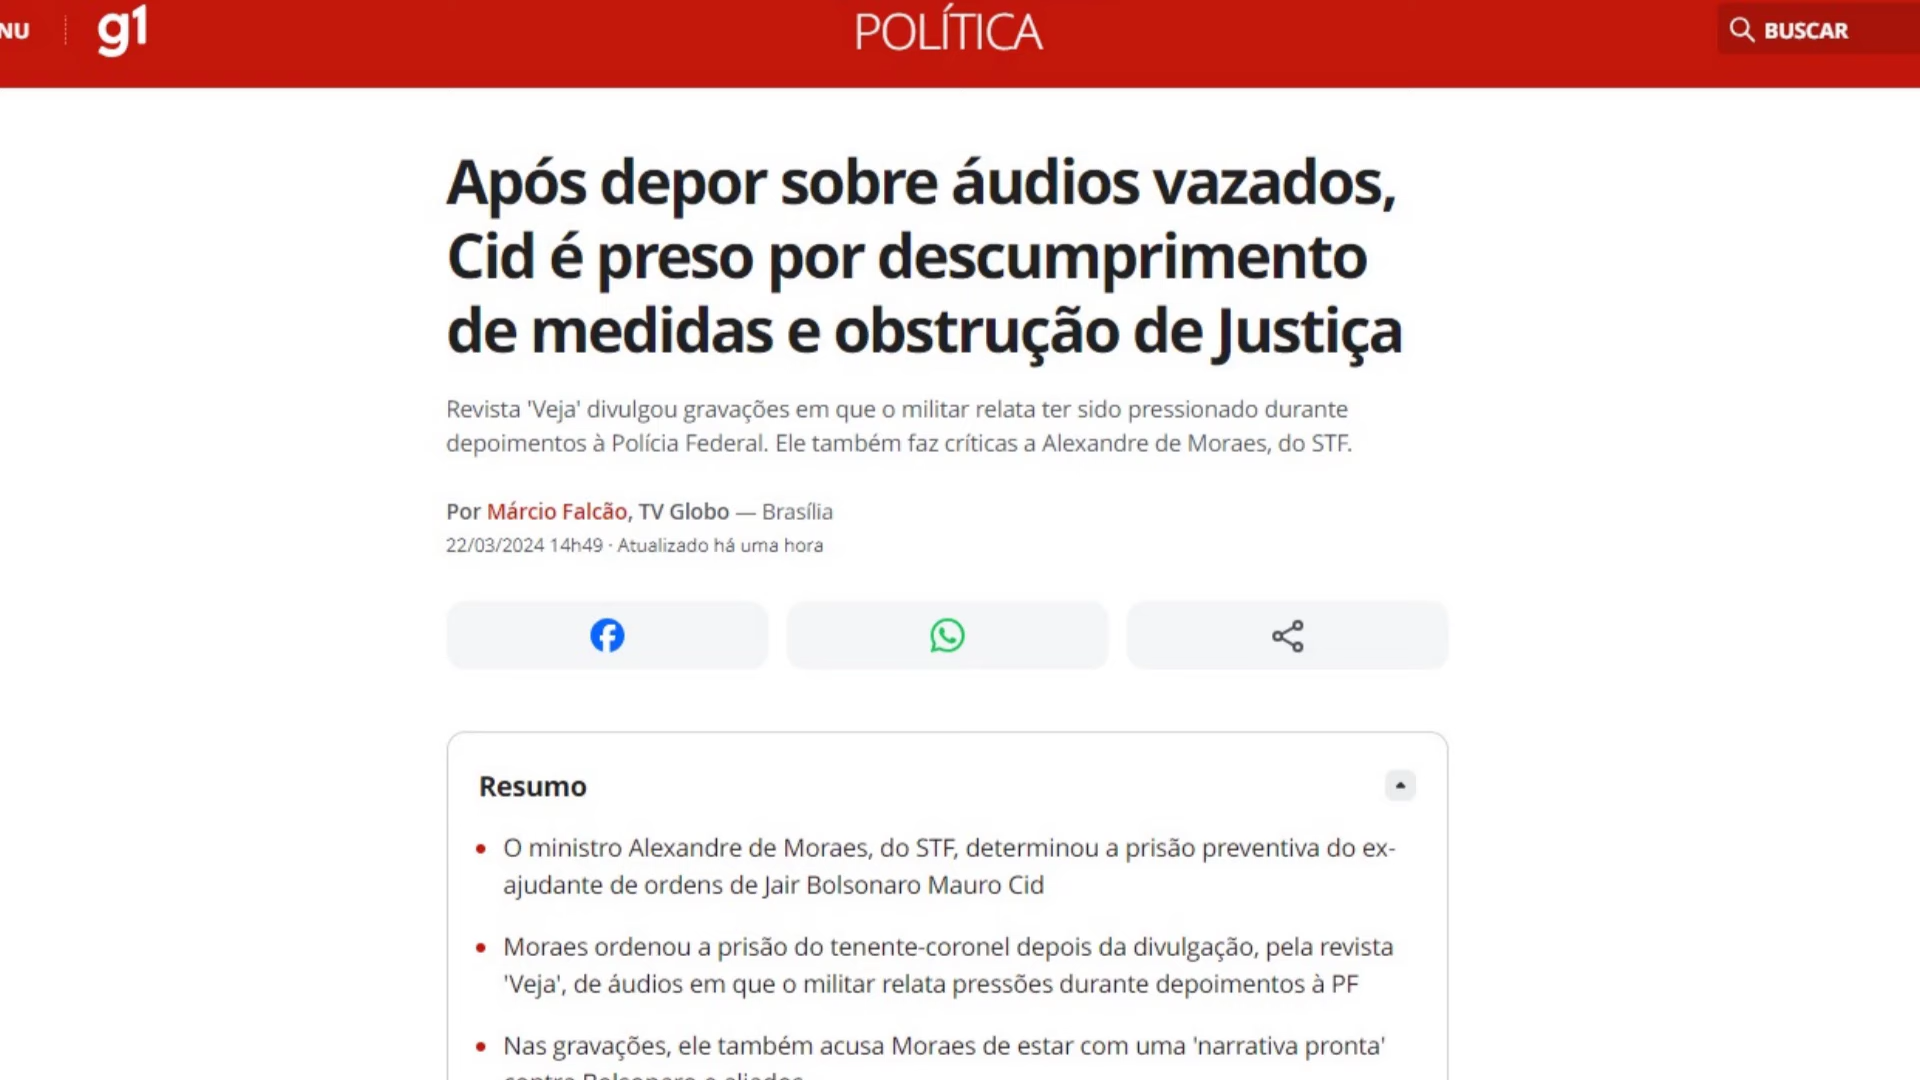 NU
g1
POLÍTICA
BUSCAR
Após depor sobre áudios vazados,
Cid é preso por descumprimento
de medidas e obstrução de Justiça
Revista 'Veja' divulgou gravações em que o militar relata ter sido pressionado durante
depoimentos à Polícia Federal. Ele também faz críticas a Alexandre de Moraes, do STF.
Por Márcio Falcão, TV Globo — Brasília
22/03/2024 14h49 · Atualizado há uma hora
Resumo
O ministro Alexandre de Moraes, do STF, determinou a prisão preventiva do ex-
ajudante de ordens de Jair Bolsonaro Mauro Cid
Moraes ordenou a prisão do tenente-coronel depois da divulgação, pela revista
'Veja', de áudios em que o militar relata pressões durante depoimentos à PF
Nas gravações, ele também acusa Moraes de estar com uma 'narrativa pronta'
contra Bolsonaro e aliados